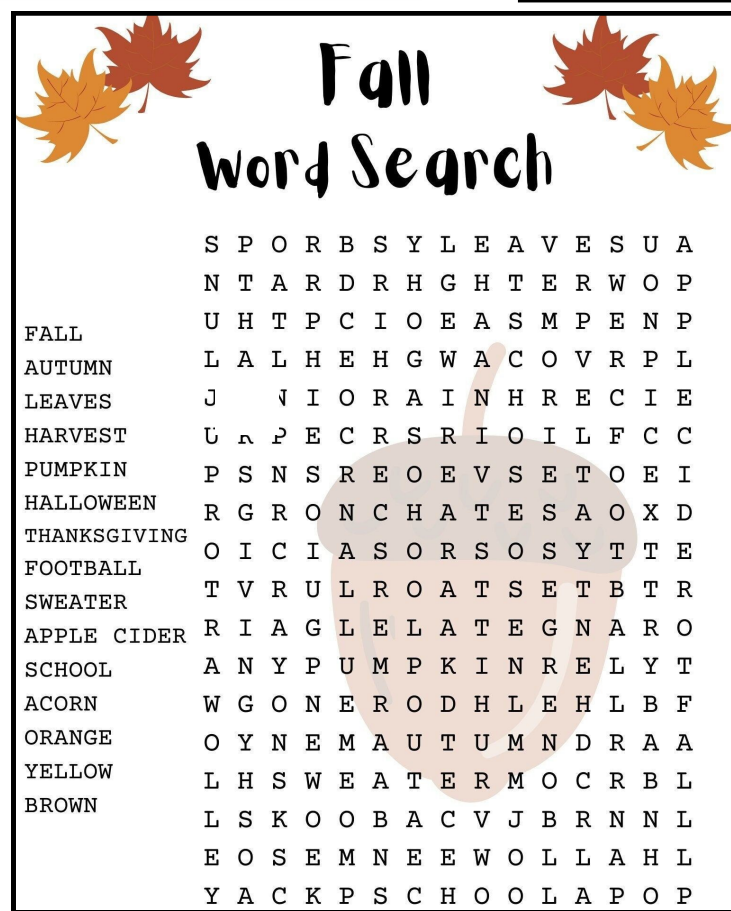 Fall
Word Search
FALL
AUTUMN
LEAVES
HARVEST
PUMPKIN
HALLOWEEN
THANKSGIVING
FOOTBALL
SWEATER
APPLE CIDER
SCHOOL
ACORN
ORANGE
YELLOW
BROWN
S P O R B S Y L E A V E S U A
N T A R D R H G H T E R W O P
U H T P C I O E A S M P E N P
L A L H E H G W A C O V R P L
J I O R A I N H R E C I E
E C R S R I O I L F C C
P S N S R E O E V S E T O E I
R G R O N C H A T E S A O X D
O I C I A S O R S O S Y T T E
T V R U L R O A T S E T B T R
R I A G L E L A T E G N A R O
A N Y P U M P K I N R E L Y T
W G O N E R O D H L E H L B F
O Y N E M A U T U M N D R A A
L H S W E A T E R M O C R B L
L S K O O B A C V J B R N N L
E O S E M N E E W O L L A H L
Y A C K P S C H O O L A P O P